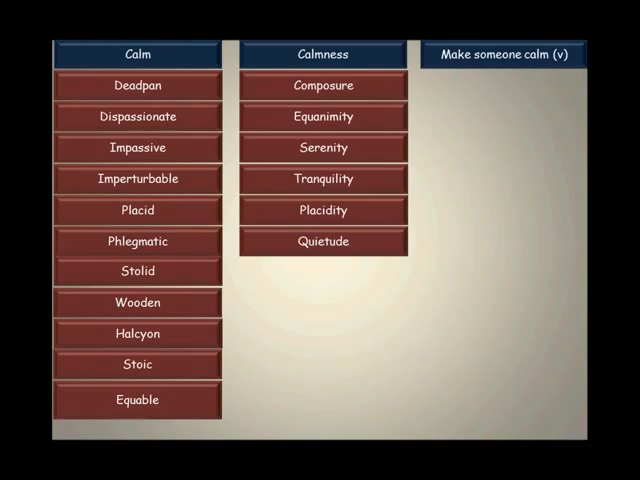 Calm
Calmness
Make someone calm (v)
Deadpan
Composure
Dispassionate
Equanimity
Impassive
Serenity
Imperturbable
Tranquility
Placid
Placidity
Phlegmatic
Quietude
Stolid
Wooden
Halcyon
Stoic
Equable